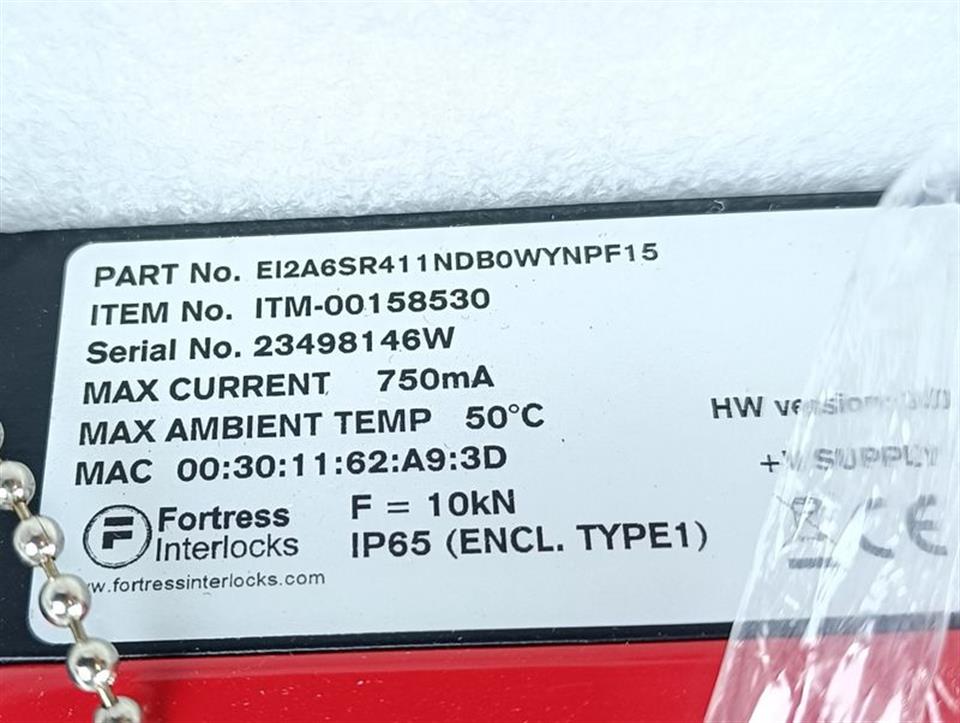 PART No. EI2A6SR411NDB0WYNPF15
ITEM No. ITM-00158530
Serial No. 23498146W
MAX CURRENT 750mA
MAX AMBIENT TEMP 50°C
HW version:
MAC 00:30:11:62:A9:3D
+V SUPPLY
F Fortress Interlocks
F = 10kN
IP65 (ENCL. TYPE1)
CE
w.fortressinterlocks.com